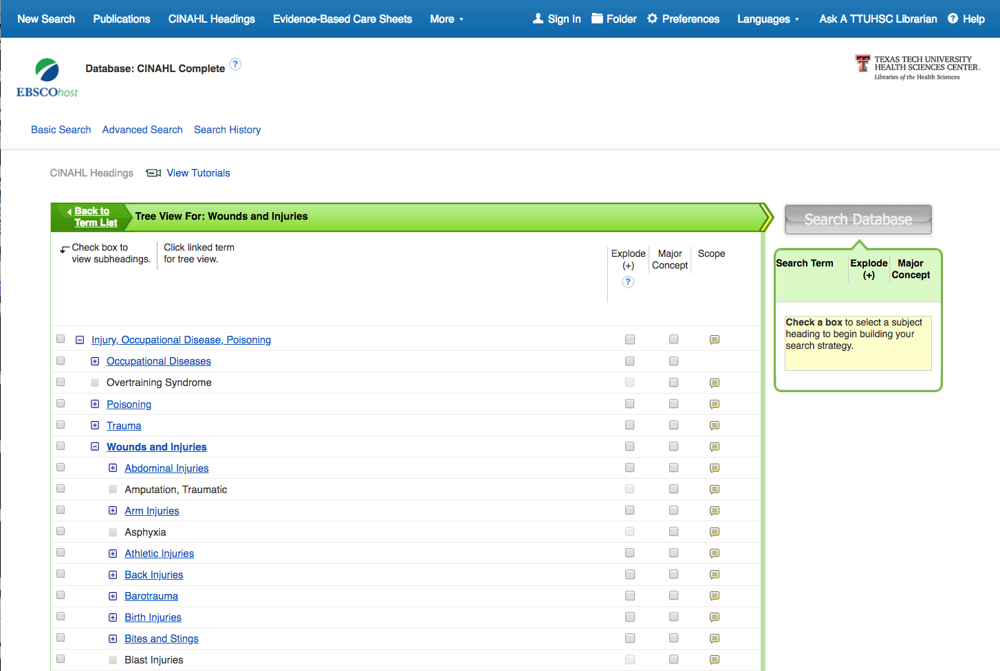 New Search Publications CINAHL Headings Evidence-Based Care Sheets More Sign In Folder Preferences Languages Ask A TTUHSC Librarian ? Help
EBSCOhost
Database: CINAHL Complete ?
TEXAS TECH UNIVERSITY
HEALTH SCIENCES CENTER.
Libraries of the Health Sciences
Basic Search Advanced Search Search History
CINAHL Headings View Tutorials
Back to
Term List
Tree View For: Wounds and Injuries
Check box to
view subheadings.
Click linked term
for tree view.
Explode
(+)
?
Major
Concept
Scope
Injury, Occupational Disease, Poisoning
Occupational Diseases
Overtraining Syndrome
Poisoning
Trauma
Wounds and Injuries
Abdominal Injuries
Amputation, Traumatic
Arm Injuries
Asphyxia
Athletic Injuries
Back Injuries
Barotrauma
Birth Injuries
Bites and Stings
Blast Injuries
Search Database
Search Term
Explode
(+)
Major
Concept
Check a box to select a subject
heading to begin building your
search strategy.